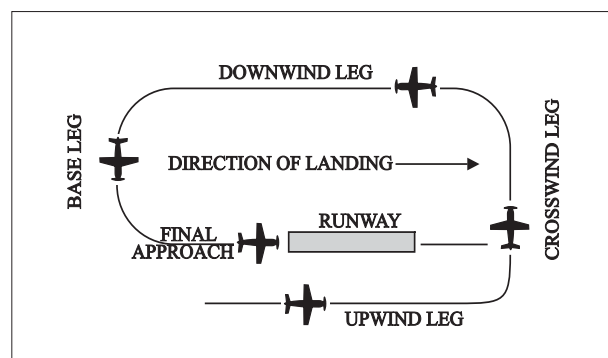 DOWNWIND LEG
BASE LEG
DIRECTION OF LANDING
CROSSWIND LEG
RUNWAY
FINAL
APPROACH
UPWIND LEG